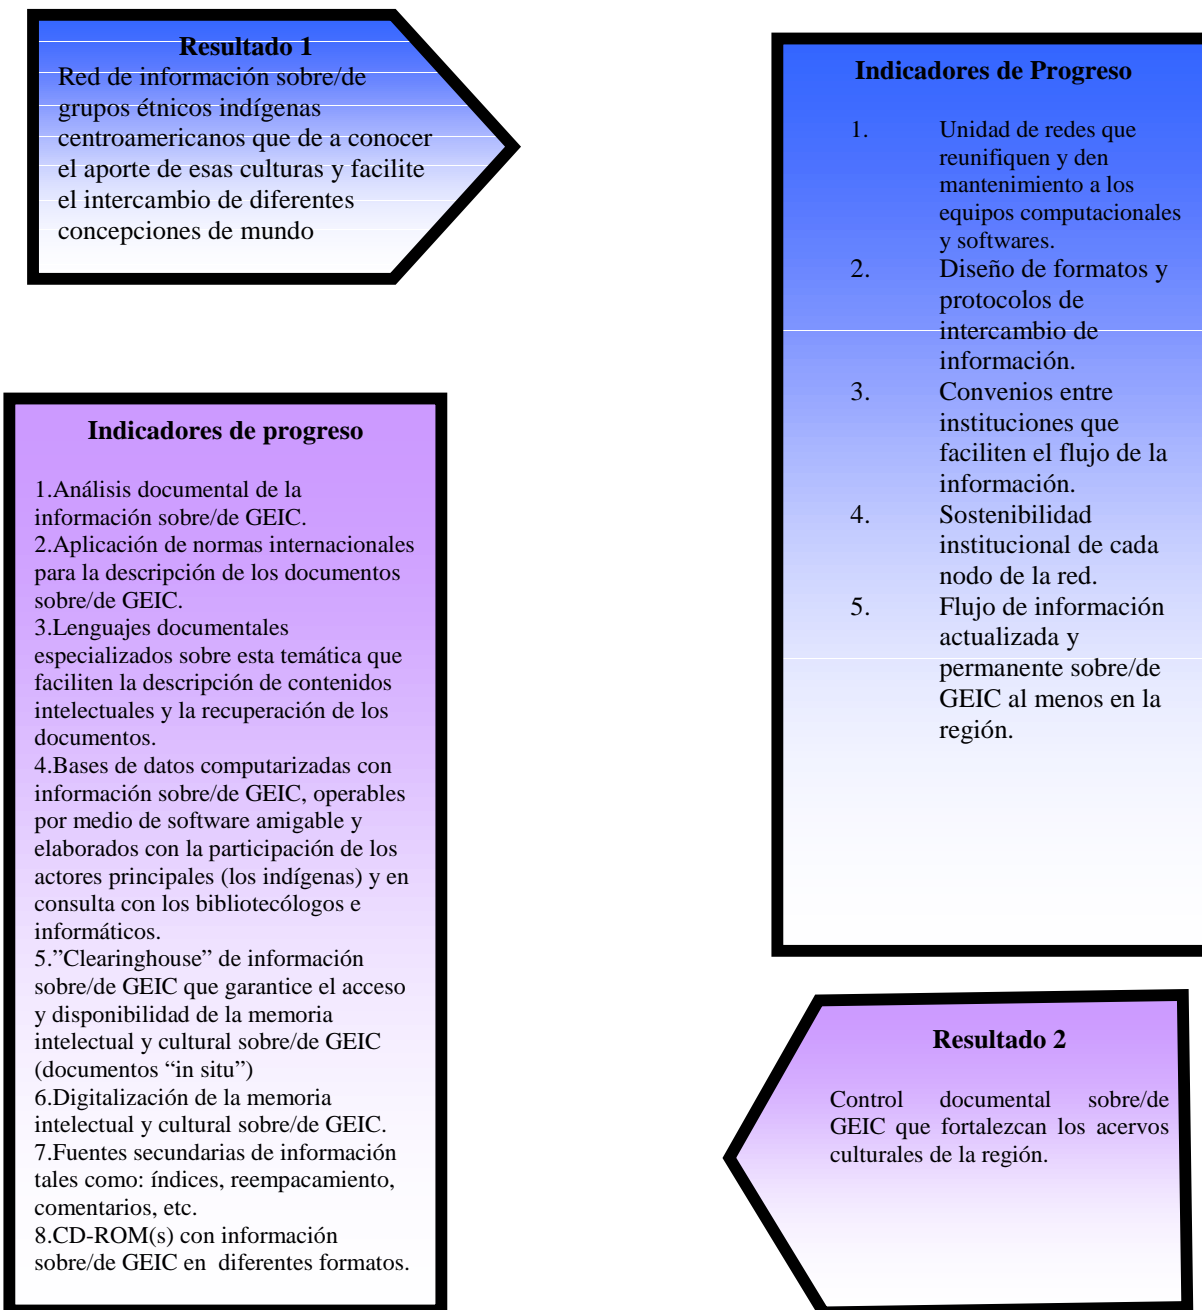 Resultado 1
Red de información sobre/de
grupos étnicos indígenas
centroamericanos que de a conocer
el aporte de esas culturas y facilite
el intercambio de diferentes
concepciones de mundo
Indicadores de Progreso
1. Unidad de redes que
reunifiquen y den
mantenimiento a los
equipos computacionales
y softwares.
2. Diseño de formatos y
protocolos de
intercambio de
información.
3. Convenios entre
instituciones que
faciliten el flujo de la
información.
4. Sostenibilidad
institucional de cada
nodo de la red.
5. Flujo de información
actualizada y
permanente sobre/de
GEIC al menos en la
región.
Indicadores de progreso
1.Análisis documental de la
información sobre/de GEIC.
2.Aplicación de normas internacionales
para la descripción de los documentos
sobre/de GEIC.
3.Lenguajes documentales
especializados sobre esta temática que
faciliten la descripción de contenidos
intelectuales y la recuperación de los
documentos.
4.Bases de datos computarizadas con
información sobre/de GEIC, operables
por medio de software amigable y
elaborados con la participación de los
actores principales (los indígenas) y en
consulta con los bibliotecólogos e
informáticos.
5.”Clearinghouse” de información
sobre/de GEIC que garantice el acceso
y disponibilidad de la memoria
intelectual y cultural sobre/de GEIC
(documentos “in situ”)
6.Digitalización de la memoria
intelectual y cultural sobre/de GEIC.
7.Fuentes secundarias de información
tales como: índices, reempacamiento,
comentarios, etc.
8.CD-ROM(s) con información
sobre/de GEIC en diferentes formatos.
Resultado 2
Control documental sobre/de
GEIC que fortalezcan los acervos
culturales de la región.